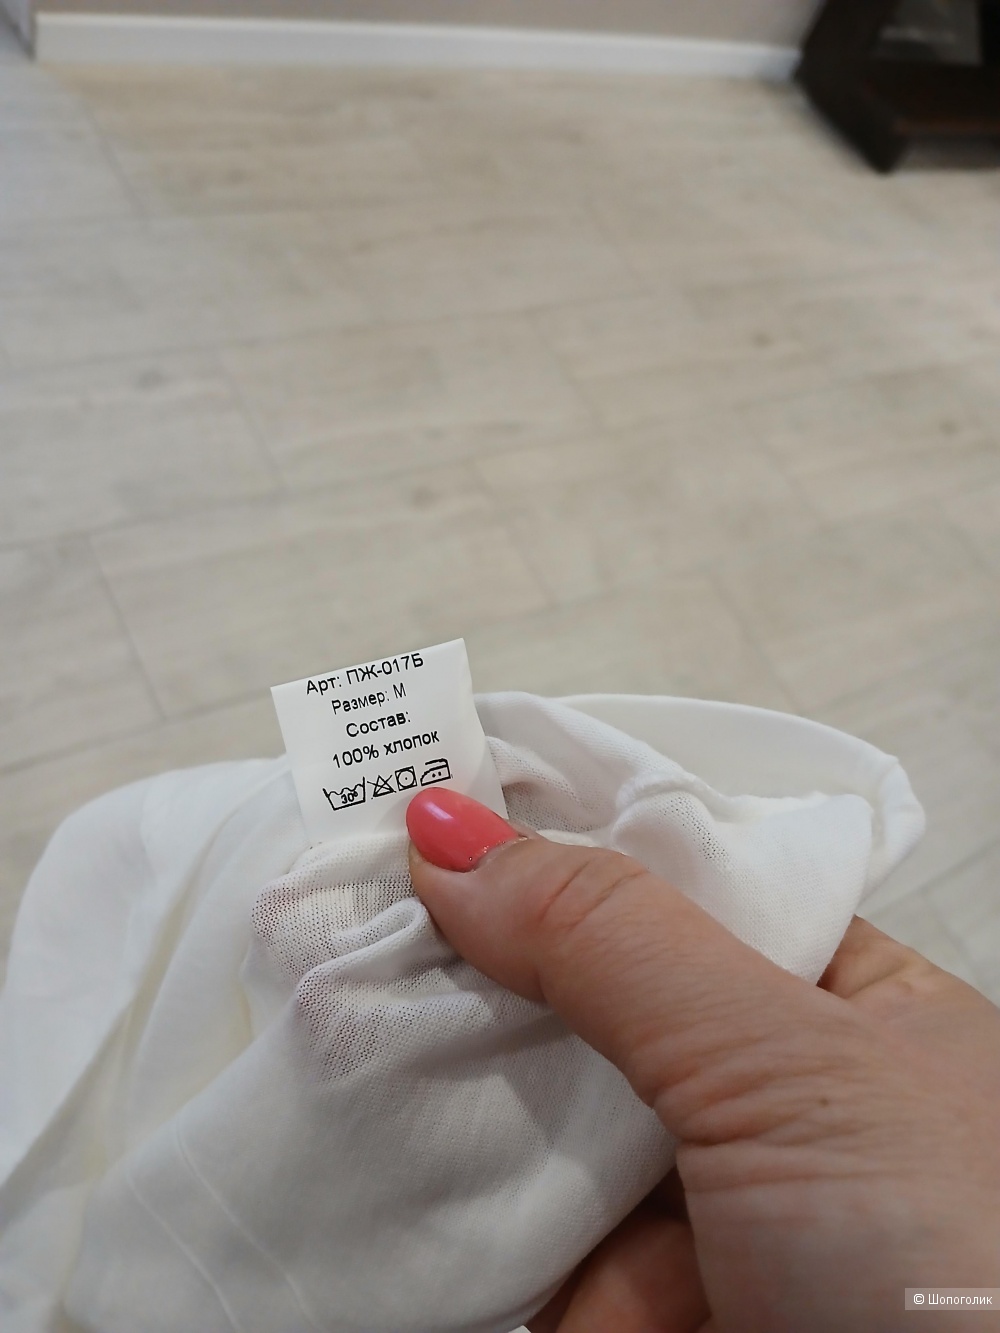 Арт: ПЖ-017Б
Размер: М
Состав:
100% хлопок
30°
© Шопоголик